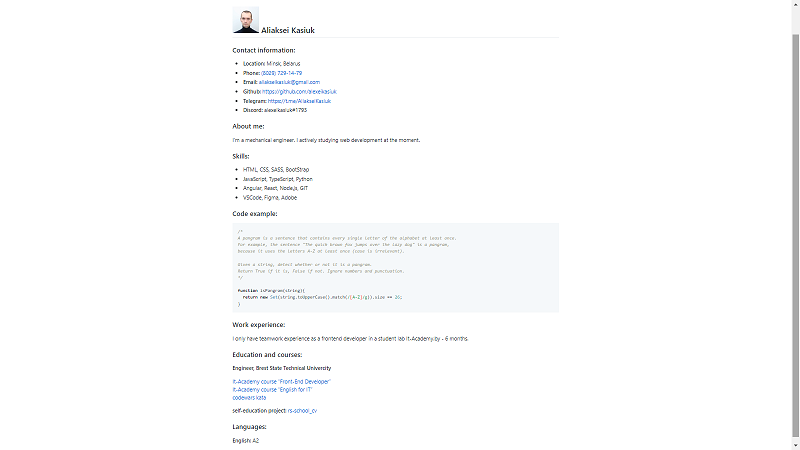 Aliaksei Kasiuk
Contact information:
Location: Minsk, Belarus
Phone: (8029) 729-14-79
Email: aliakseikasiuk@gmail.com
Github: https://github.com/alexeikasiuk
Telegram: https://t.me/AliakseiKasiuk
Discord: alexeikasiuk#1793
About me:
I'm a mechanical engineer. I actively studying web development at the moment.
Skills:
HTML, CSS, SASS, BootStrap
JavaScript, TypeScript, Python
Angular, React, Node.js, GIT
VSCode, Figma, Adobe
Code example:
/*
A pangram is a sentence that contains every single letter of the alphabet at least once.
For example, the sentence "The quick brown fox jumps over the lazy dog" is a pangram,
because it uses the letters A-Z at least once (case is irrelevant).
Given a string, detect whether or not it is a pangram.
Return True if it is, False if not. Ignore numbers and punctuation.
*/
function isPangram(string){
return new Set(string.toUpperCase().match(/[A-Z]/g)).size == 26;
}
Work experience:
I only have teamwork experience as a frontend developer in a student lab It-Academy.by - 6 months.
Education and courses:
Engineer, Brest State Technical University
It-Academy course "Front-End Developer"
It-Academy course "English for IT"
codewars kata
self-education project: rs-school_cv
Languages:
English: A2